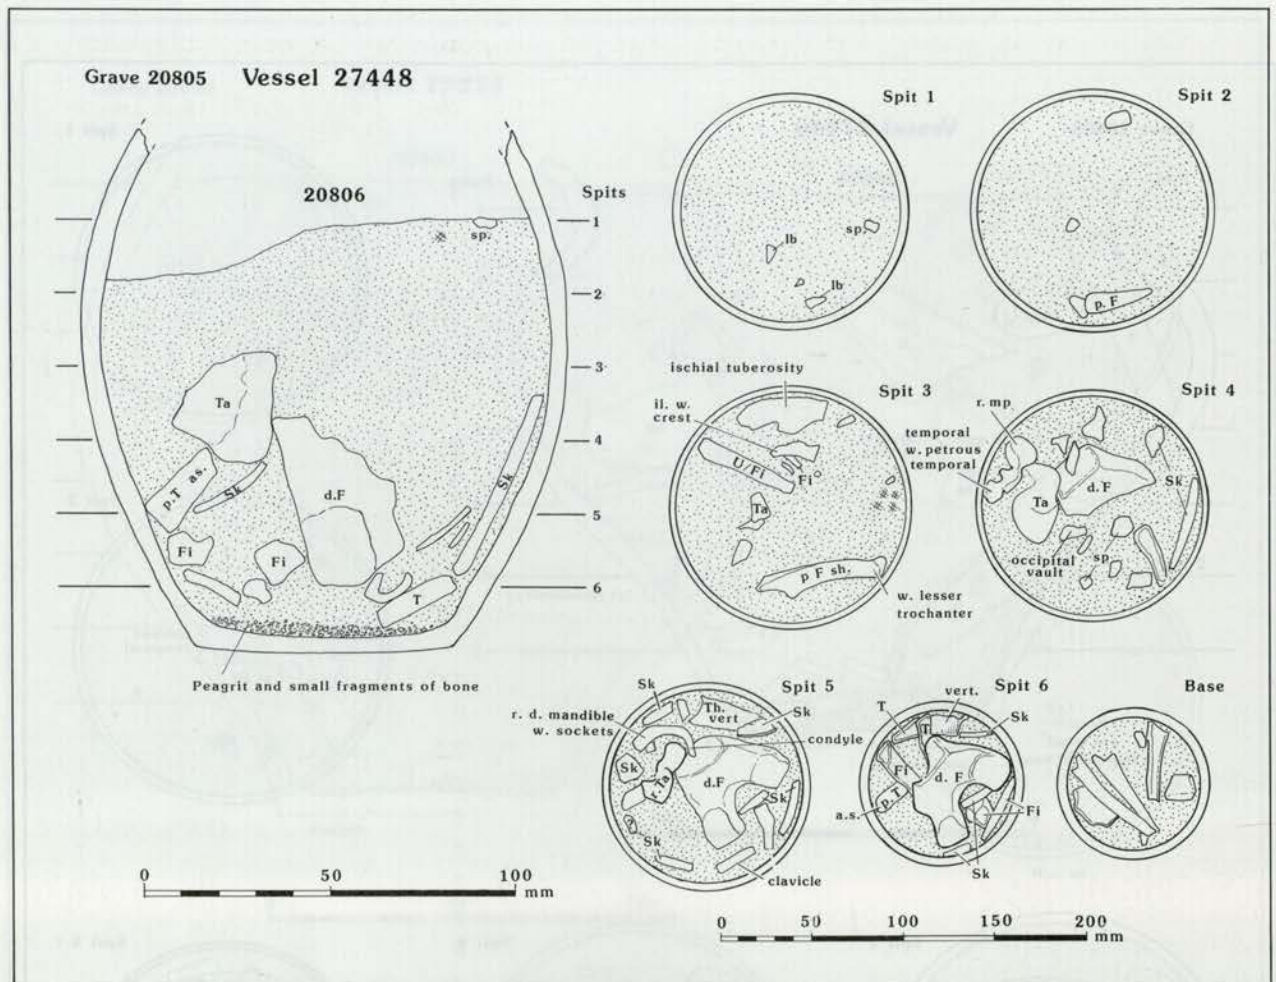 Grave 20805 Vessel 27448
20806
Spits
1
2
3
4
5
6
sp.
Ta
p.T as.
Sk
d.F
Sk
Fi
Fi
T
Peagrit and small fragments of bone
0 50 100 mm
Spit 1
lb
sp.
lb
Spit 2
p. F
Spit 3
ischial tuberosity
il. w.
crest
U/Fi
Fi
Ta
p F sh.
w. lesser
trochanter
Spit 4
r. mp.
temporal
w. petrous
temporal
Ta
d. F
Sk
occipital
vault
sp
Spit 5
Sk
Th.
vert
Sk
r. d. mandible
w. sockets
condyle
Sk
r. Ta
d.F
Sk
Sk
clavicle
Spit 6
vert.
T
T
Sk
Fi
d. F
p. T
a.s.
Fi
Sk
Base
0 50 100 150 200
mm